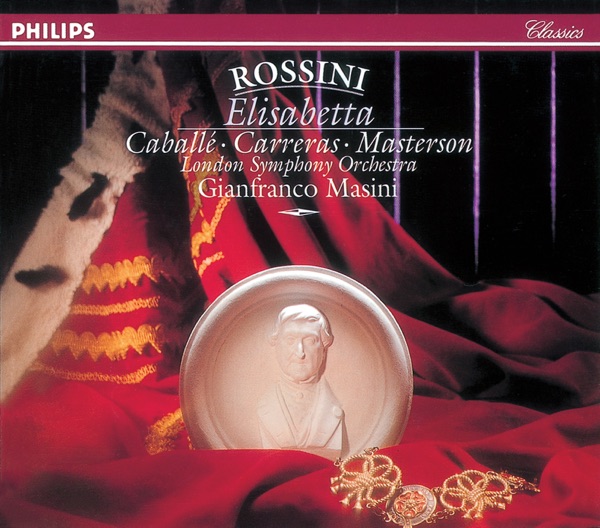 PHILIPS
Classics
ROSSINI
Elisabetta
Caballé · Carreras · Masterson
London Symphony Orchestra
Gianfranco Masini